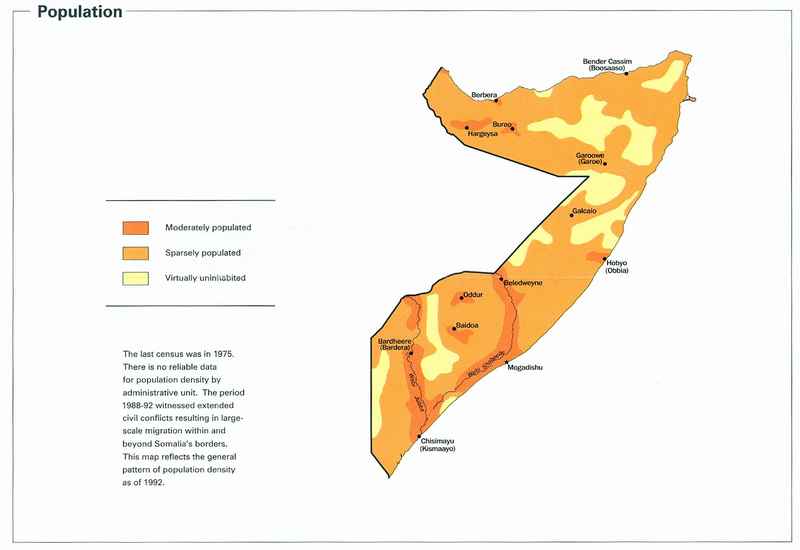 Population
Bender Cassim
(Boosaaso)
Berbera
Burao
Hargeysa
Garoowe
(Garoe)
Moderately populated
Galcaio
Sparsely populated
Hobyo
(Obbia)
Virtually uninhabited
Beledweyne
Oddur
Baidoa
Bardheere
(Bardera)
The last census was in 1975.
There is no reliable data
for population density by
administrative unit. The period
1988-92 witnessed extended
civil conflicts resulting in large-
scale migration within and
beyond Somalia's borders.
This map reflects the general
pattern of population density
as of 1992.
Mogadishu
Webi
Chisimayu
(Kismaayo)